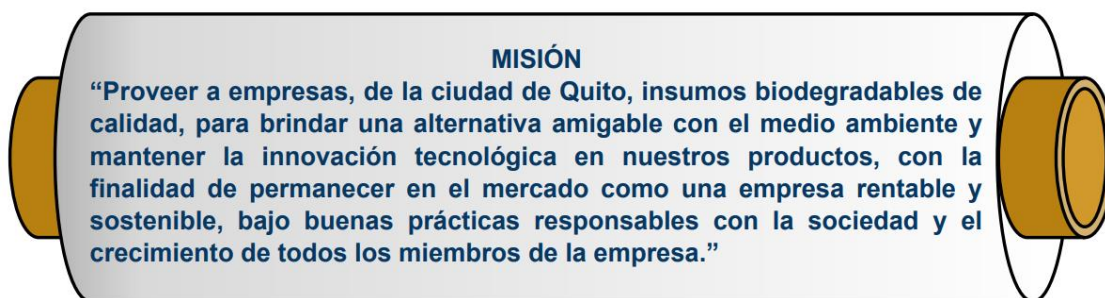 MISIÓN
“Proveer a empresas, de la ciudad de Quito, insumos biodegradables de
calidad, para brindar una alternativa amigable con el medio ambiente y
mantener la innovación tecnológica en nuestros productos, con la
finalidad de permanecer en el mercado como una empresa rentable y
sostenible, bajo buenas prácticas responsables con la sociedad y el
crecimiento de todos los miembros de la empresa.”